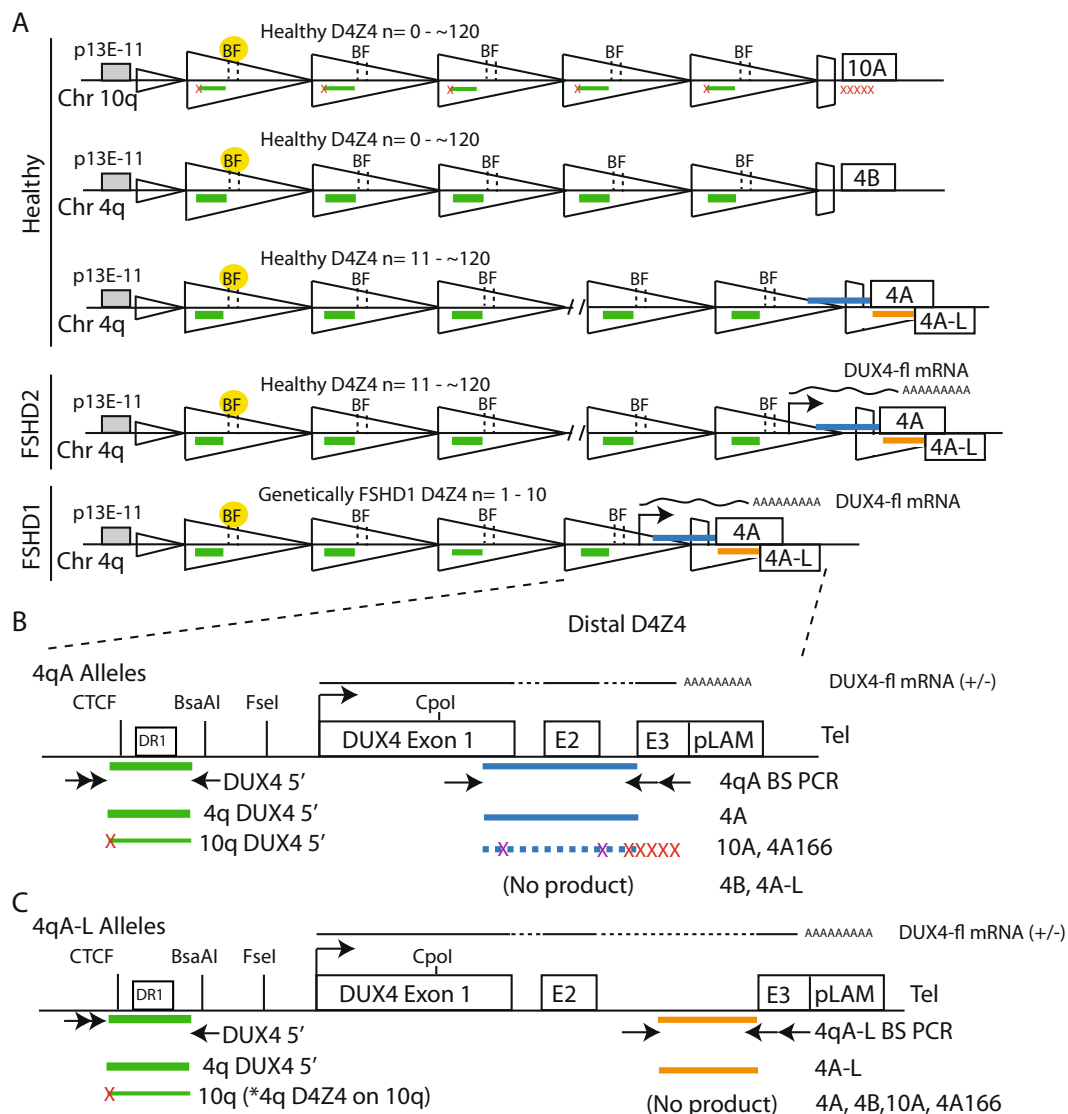 A
Healthy D4Z4 n= 0 - ~120
p13E-11
BF BF BF BF BF
10A
Chr 10q
X X X X X XXXXX
Healthy D4Z4 n= 0 - ~120
p13E-11
BF BF BF BF BF
4B
Chr 4q
Healthy
Healthy D4Z4 n= 11 - ~120
p13E-11
BF BF BF BF BF
4A
Chr 4q
4A-L
DUX4-fl mRNA
AAAAAAAAA
Healthy D4Z4 n= 11 - ~120
p13E-11
BF BF BF BF BF
4A
Chr 4q
4A-L
FSHD2
Genetically FSHD1 D4Z4 n= 1 - 10
AAAAAAAAA DUX4-fl mRNA
p13E-11
BF BF BF BF
4A
Chr 4q
4A-L
FSHD1
B
Distal D4Z4
4qA Alleles
AAAAAAAAA
DUX4-fl mRNA (+/-)
CTCF BsaAI FseI CpoI
DR1 DUX4 Exon 1 E2 E3 pLAM Tel
DUX4 5’ 4qA BS PCR
4q DUX4 5’ 4A
X 10q DUX4 5’ X X XXXXX 10A, 4A166
(No product) 4B, 4A-L
C
4qA-L Alleles
AAAAAAAAA DUX4-fl mRNA (+/-)
CTCF BsaAI FseI CpoI
DR1 DUX4 Exon 1 E2 E3 pLAM Tel
DUX4 5’ 4qA-L BS PCR
4q DUX4 5’ 4A-L
X 10q (*4q D4Z4 on 10q) (No product) 4A, 4B,10A, 4A166